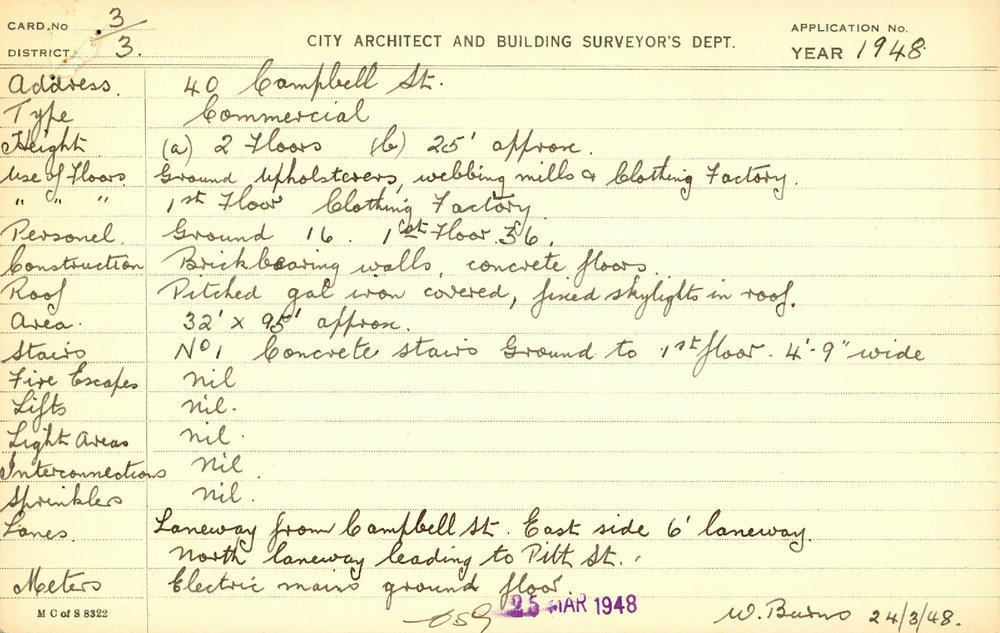 CARD.No 3
DISTRICT 3.
CITY ARCHITECT AND BUILDING SURVEYOR'S DEPT.
APPLICATION No.
YEAR 1948
Address. 40 Campbell St.
Type Commercial
Height. (a) 2 Floors (b) 25' approx.
Use of Floors. Ground Upholsterers, webbing mills & Clothing Factory.
" " " 1st Floor Clothing Factory.
Personel. Ground 16. 1st Floor. 36.
Construction Brickbearing walls, concrete floors.
Roof Pitched gal iron covered, fixed skylights in roof.
Area. 32' x 95' approx.
Stairs No 1 Concrete stairs Ground to 1st floor. 4'-9" wide
Fire Escapes nil
Lifts nil.
Light Areas nil.
Interconnections Nil.
Sprinklers nil.
Lanes. Laneway from Campbell St. East side 6' laneway.
North laneway leading to Pitt St.
Meters Electric mains ground floor.
M C of S 8322
25 MAR 1948
W. Burns 24/3/48.